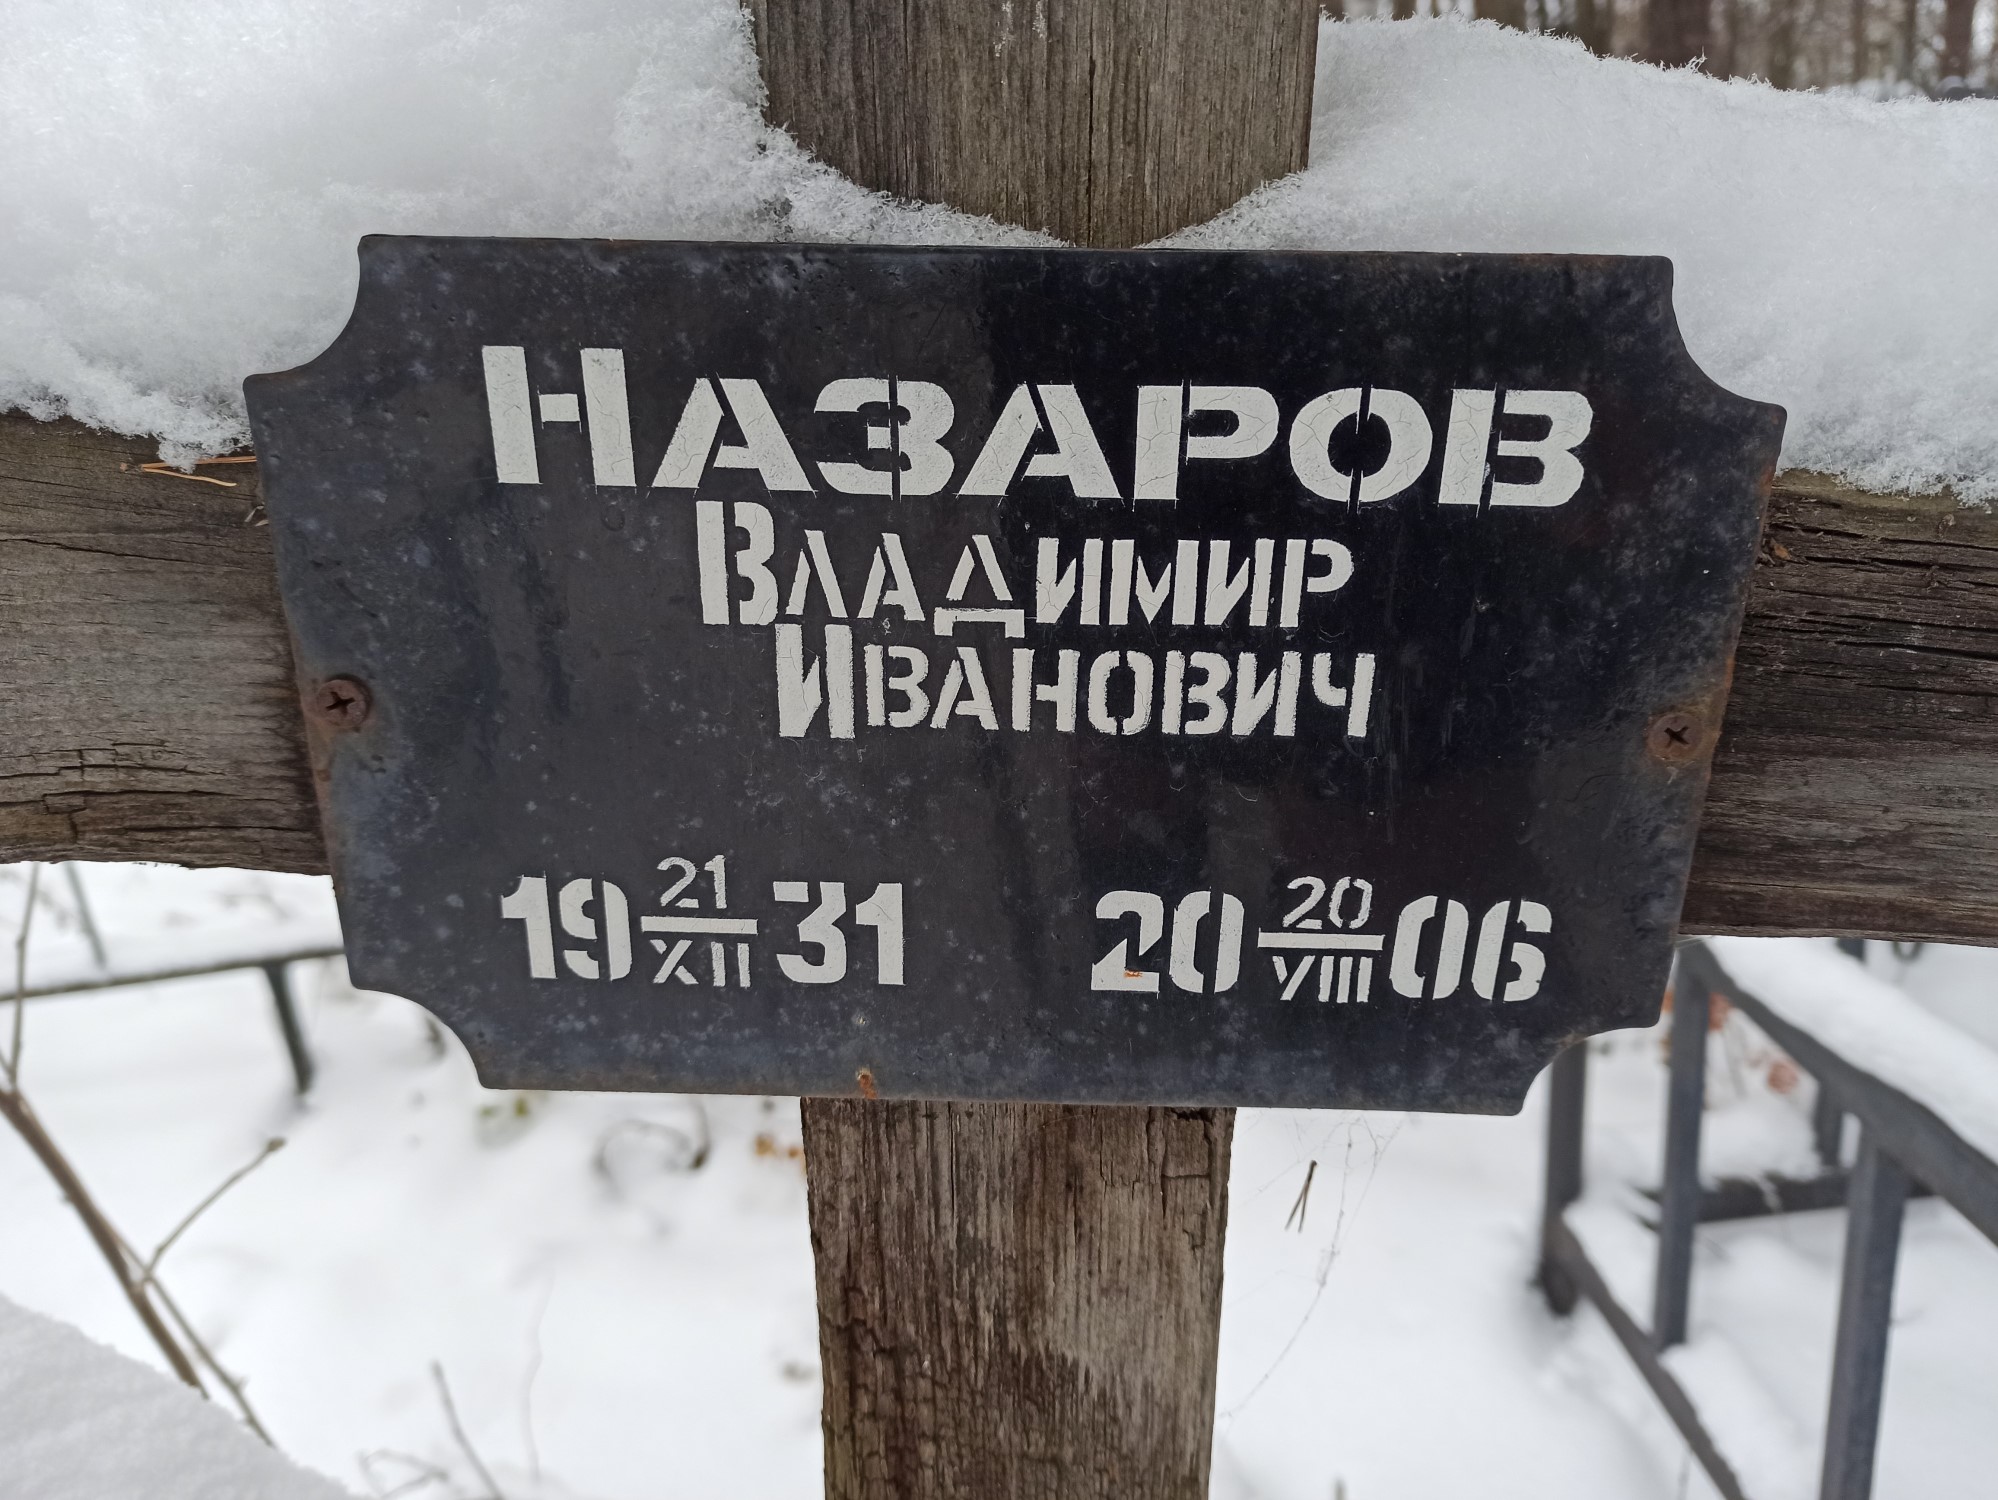 Назаров
Владимир
Иванович
19 21/XII 31 20 20/VIII 06